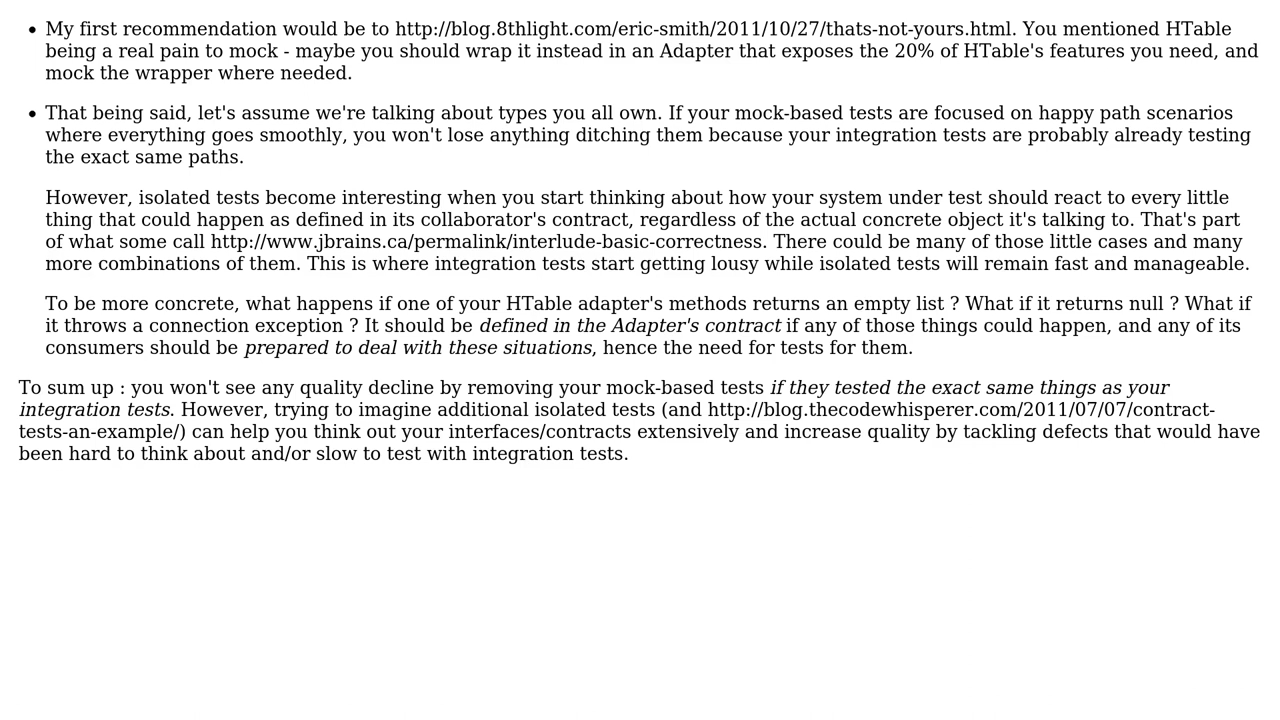 • My first recommendation would be to http://blog.8thlight.com/eric-smith/2011/10/27/thats-not-yours.html. You mentioned HTable
being a real pain to mock - maybe you should wrap it instead in an Adapter that exposes the 20% of HTable's features you need, and
mock the wrapper where needed.
• That being said, let's assume we're talking about types you all own. If your mock-based tests are focused on happy path scenarios
where everything goes smoothly, you won't lose anything ditching them because your integration tests are probably already testing
the exact same paths.
However, isolated tests become interesting when you start thinking about how your system under test should react to every little
thing that could happen as defined in its collaborator's contract, regardless of the actual concrete object it's talking to. That's part
of what some call http://www.jbrains.ca/permalink/interlude-basic-correctness. There could be many of those little cases and many
more combinations of them. This is where integration tests start getting lousy while isolated tests will remain fast and manageable.
To be more concrete, what happens if one of your HTable adapter's methods returns an empty list ? What if it returns null ? What if
it throws a connection exception ? It should be defined in the Adapter's contract if any of those things could happen, and any of its
consumers should be prepared to deal with these situations, hence the need for tests for them.
To sum up : you won't see any quality decline by removing your mock-based tests if they tested the exact same things as your
integration tests. However, trying to imagine additional isolated tests (and http://blog.thecodewhisperer.com/2011/07/07/contract-
tests-an-example/) can help you think out your interfaces/contracts extensively and increase quality by tackling defects that would have
been hard to think about and/or slow to test with integration tests.